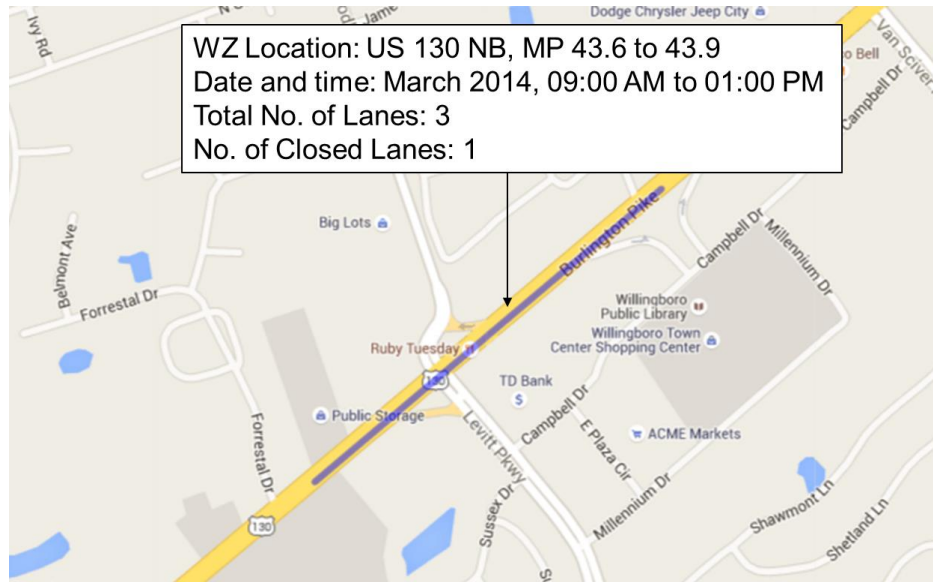 Dodge Chrysler Jeep City
Ivy Rd
James
Van Sciver
Bell
WZ Location: US 130 NB, MP 43.6 to 43.9
Date and time: March 2014, 09:00 AM to 01:00 PM
Total No. of Lanes: 3
No. of Closed Lanes: 1
Campbell Dr
Big Lots
Burlington Pike
Campbell Dr
Millennium Dr
Belmont Ave
Forrestal Dr
Willingboro
Public Library
Willingboro Town
Center Shopping Center
Ruby Tuesday
130
TD Bank
$
Public Storage
Levitt Pkwy
Campbell Dr
E Plaza Cir
ACME Markets
Forrestal Dr
Sussex Dr
Millennium Dr
Shawmont Ln
Shetland Ln
130